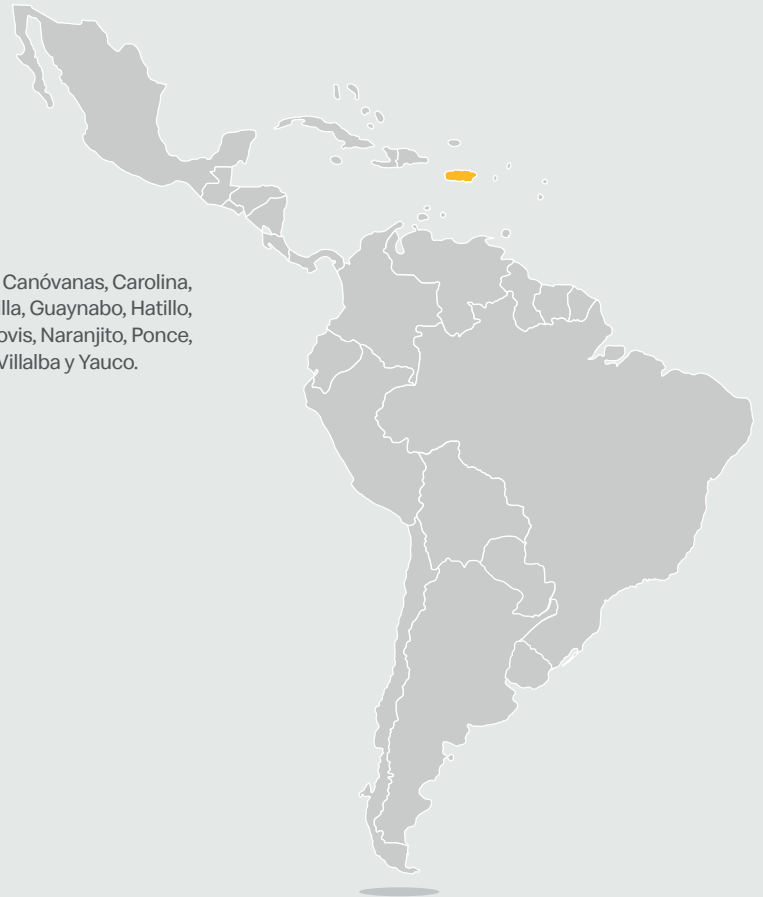 Canóvanas, Carolina,
lla, Guaynabo, Hatillo,
ovis, Naranjito, Ponce,
Villalba y Yauco.